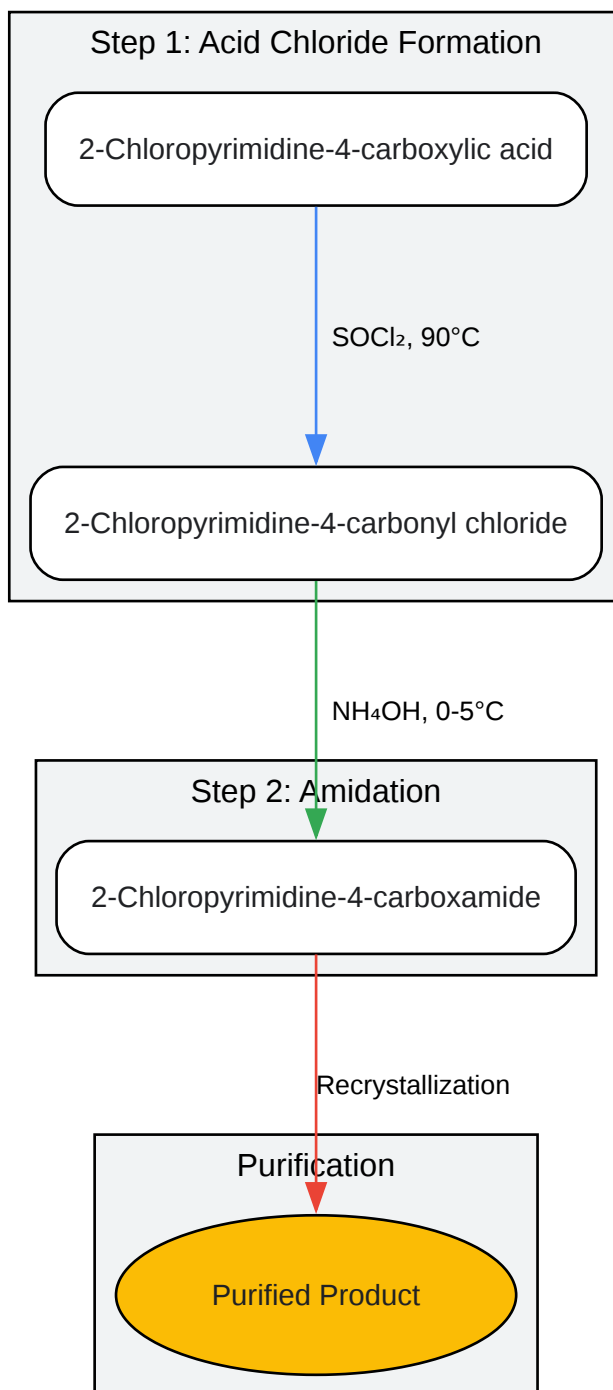 Step 1: Acid Chloride Formation
2-Chloropyrimidine-4-carboxylic acid
SOCl₂, 90°C
2-Chloropyrimidine-4-carbonyl chloride
NH₄OH, 0-5°C
Step 2: Amidation
2-Chloropyrimidine-4-carboxamide
Recrystallization
Purification
Purified Product